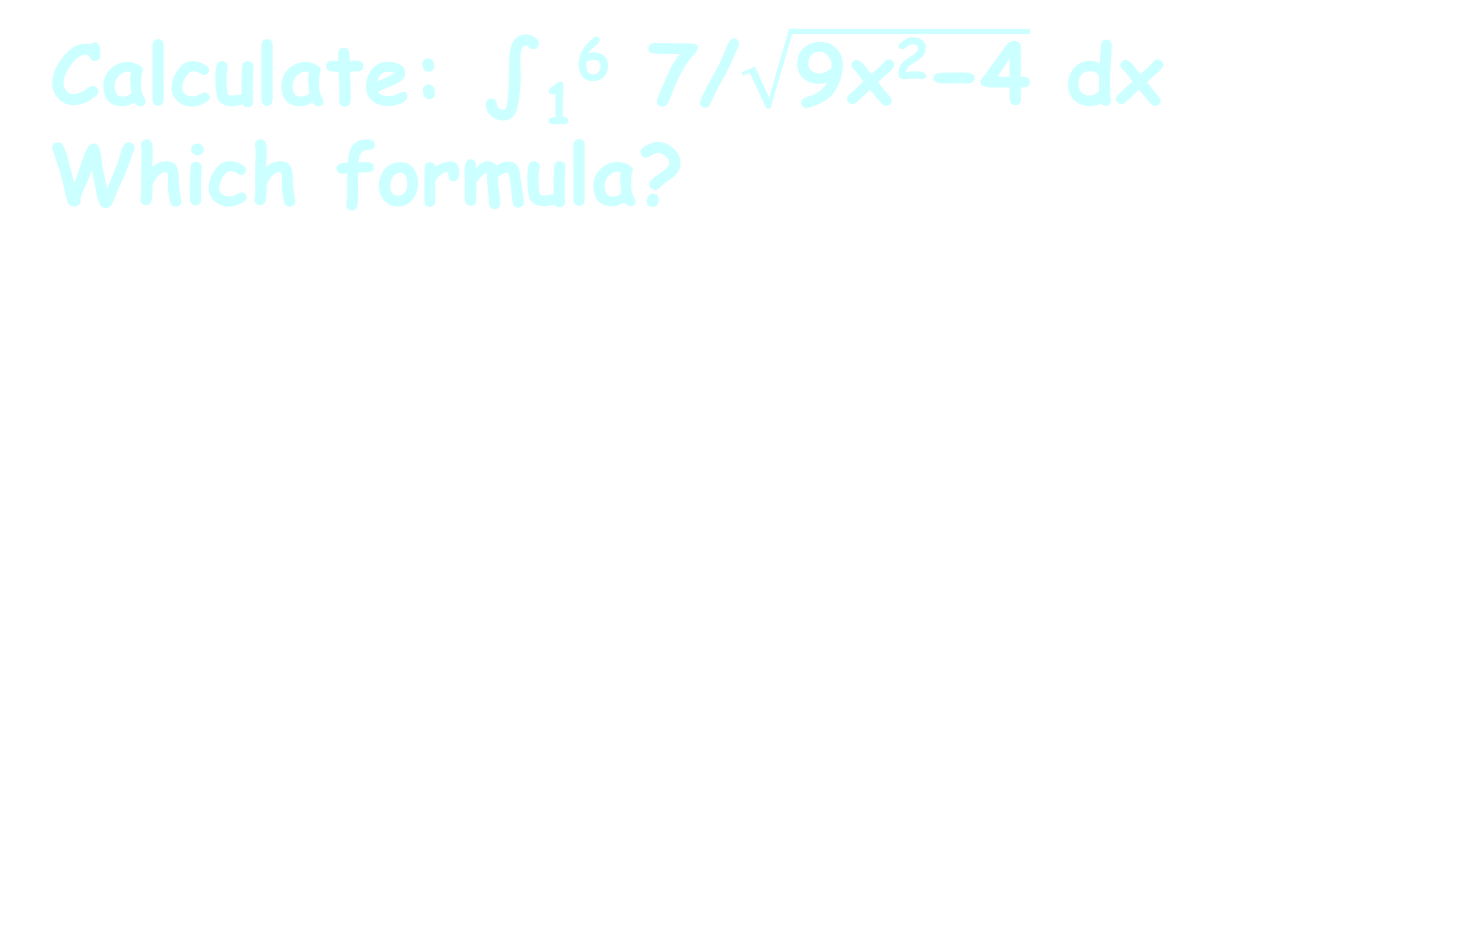 Calculate: ∫₁⁶ 7/√9x²–4 dx
Which formula?